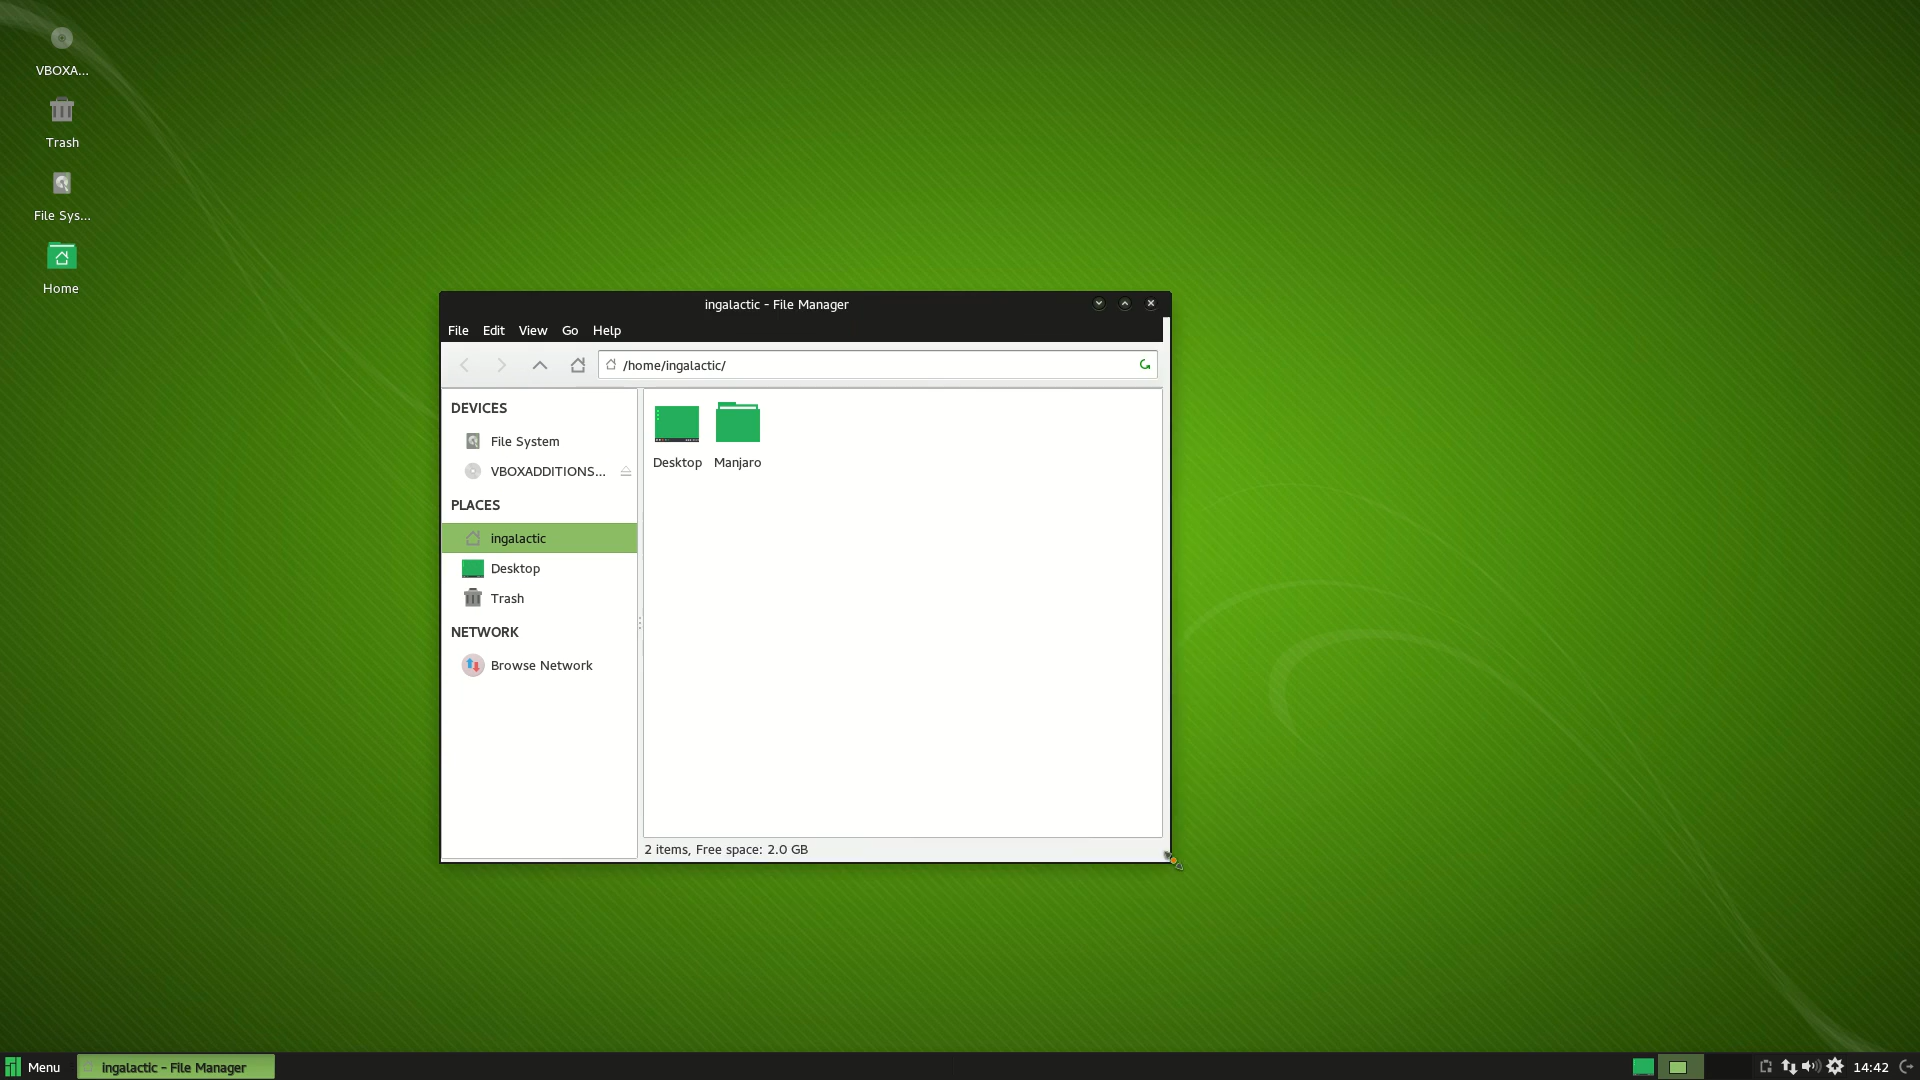 VBOXA...
Trash
File Sys...
Home
ingalactic - File Manager
File Edit View Go Help
/home/ingalactic/
DEVICES
File System
VBOXADDITIONS...
PLACES
ingalactic
Desktop
Trash
NETWORK
Browse Network
Desktop Manjaro
2 items, Free space: 2.0 GB
Menu ingalactic - File Manager 14:42